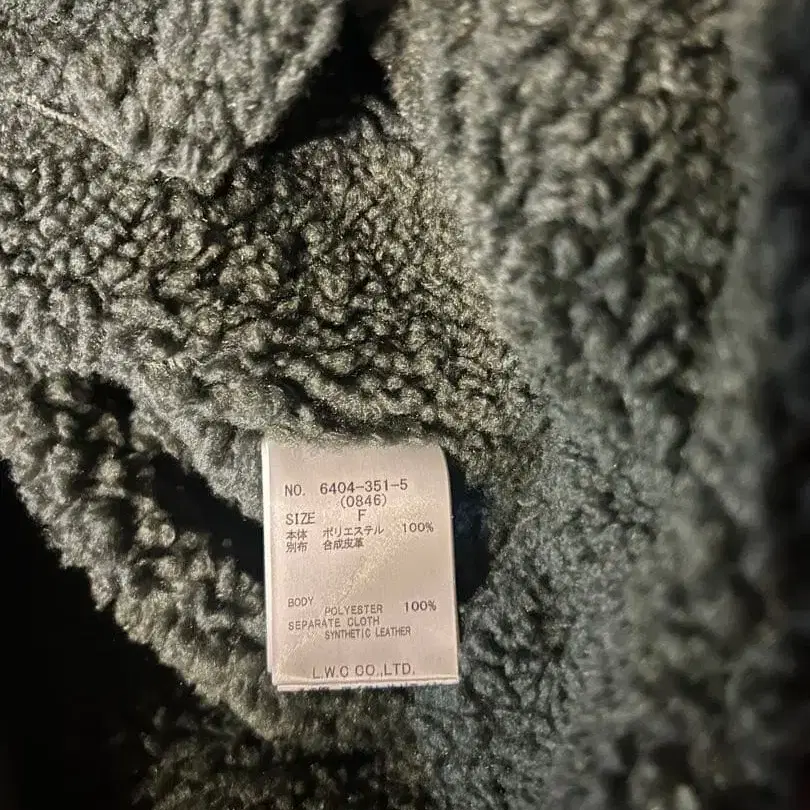 NO. 6404-351-5
(0846)
SIZE F
本体 ポリエステル 100%
別布 合成皮革
BODY
POLYESTER 100%
SEPARATE CLOTH
SYNTHETIC LEATHER
L.W.C CO.,LTD.